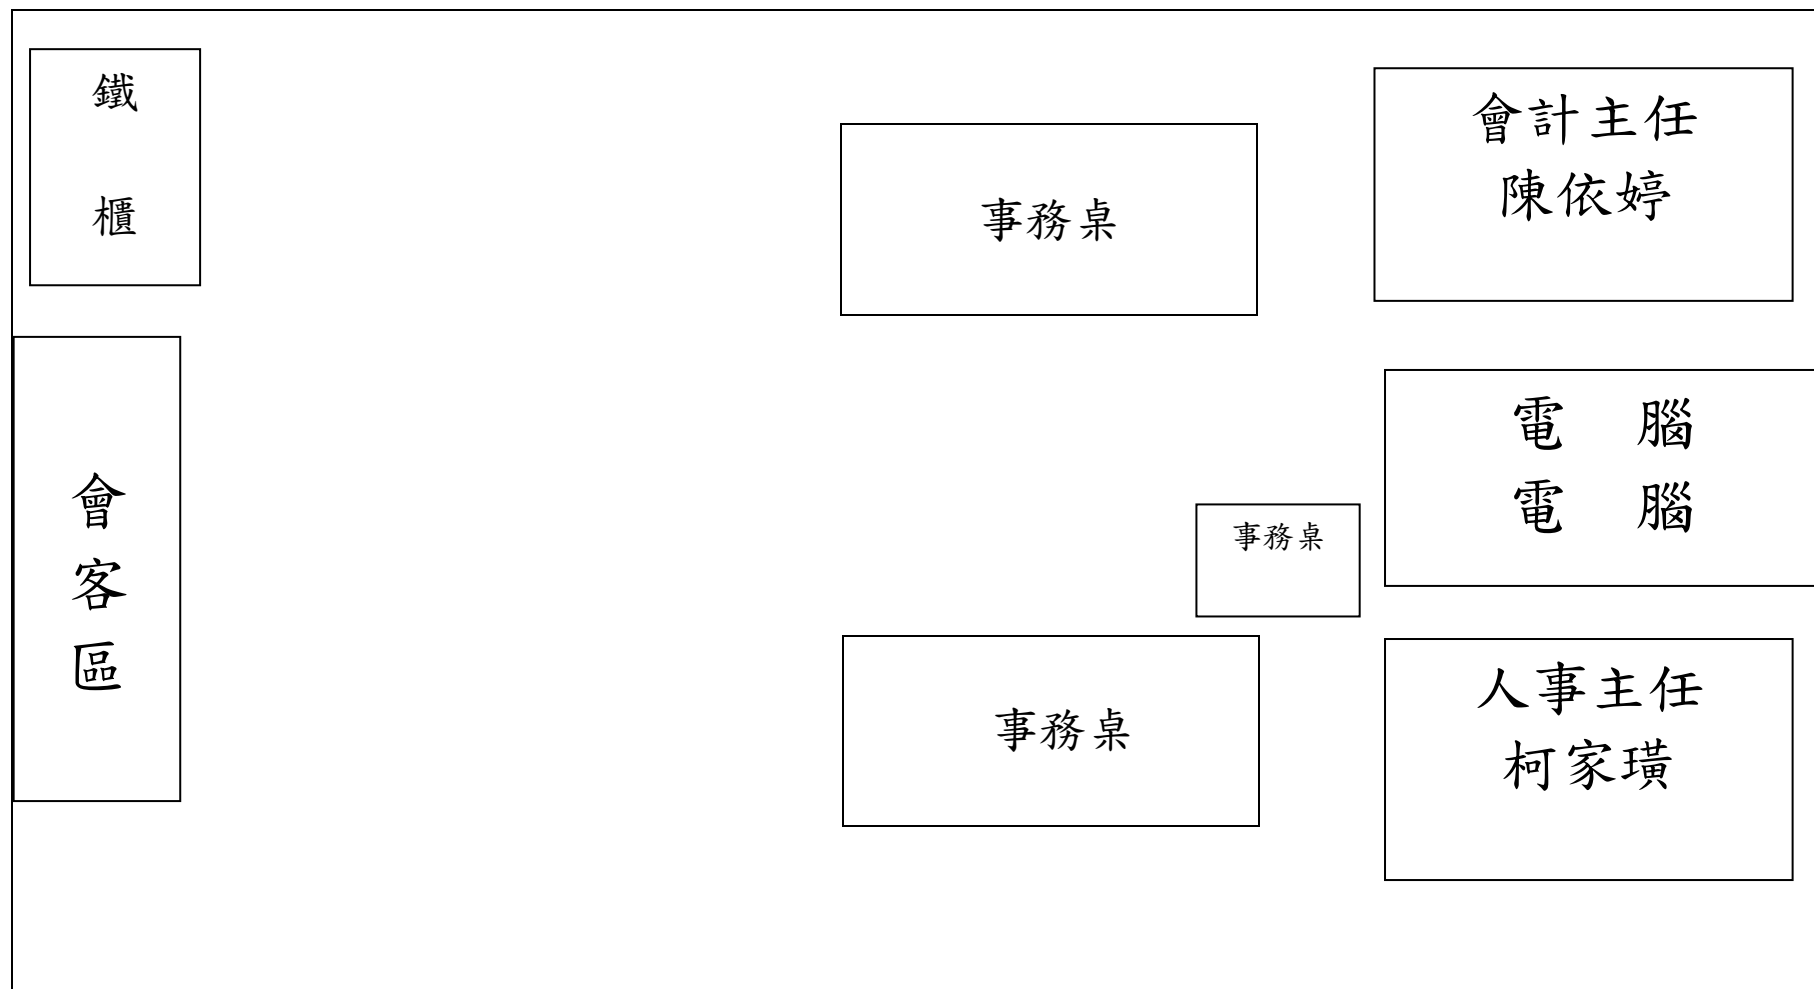 鐵
櫃
事務桌
會計主任
陳依婷
會
客
區
電 腦
電 腦
事務桌
事務桌
人事主任
柯家璜